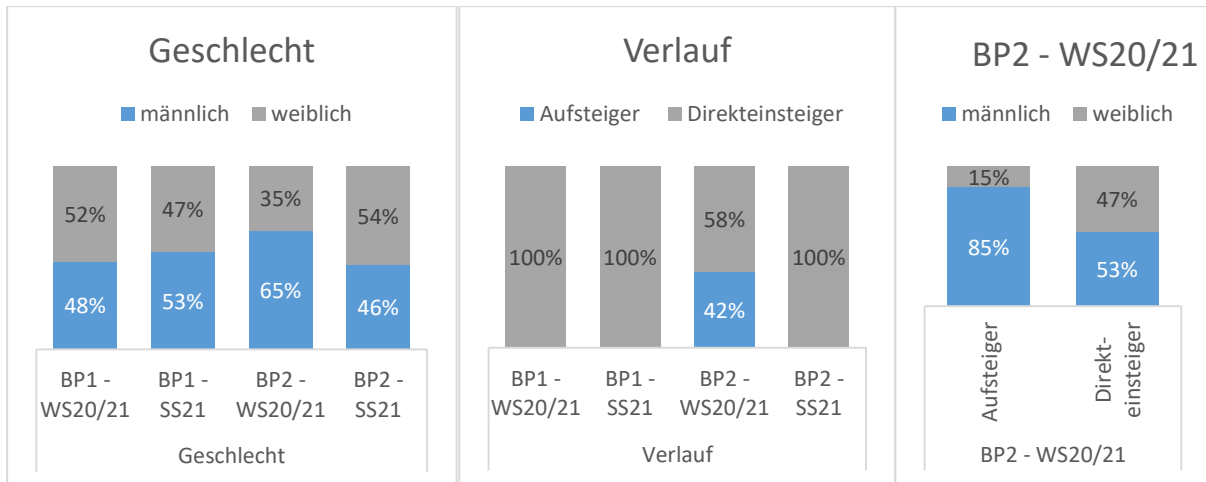 Geschlecht
männlich weiblich
52% 47% 35% 54%
48% 53% 65% 46%
BP1 - BP1 - BP2 - BP2 -
WS20/21 SS21 WS20/21 SS21
Geschlecht
Verlauf
Aufsteiger Direkteinsteiger
100% 100% 58% 100%
42%
BP1 - BP1 - BP2 - BP2 -
WS20/21 SS21 WS20/21 SS21
Verlauf
BP2 - WS20/21
männlich weiblich
15% 47%
85% 53%
Aufsteiger
Direkt-
einsteiger
BP2 - WS20/21